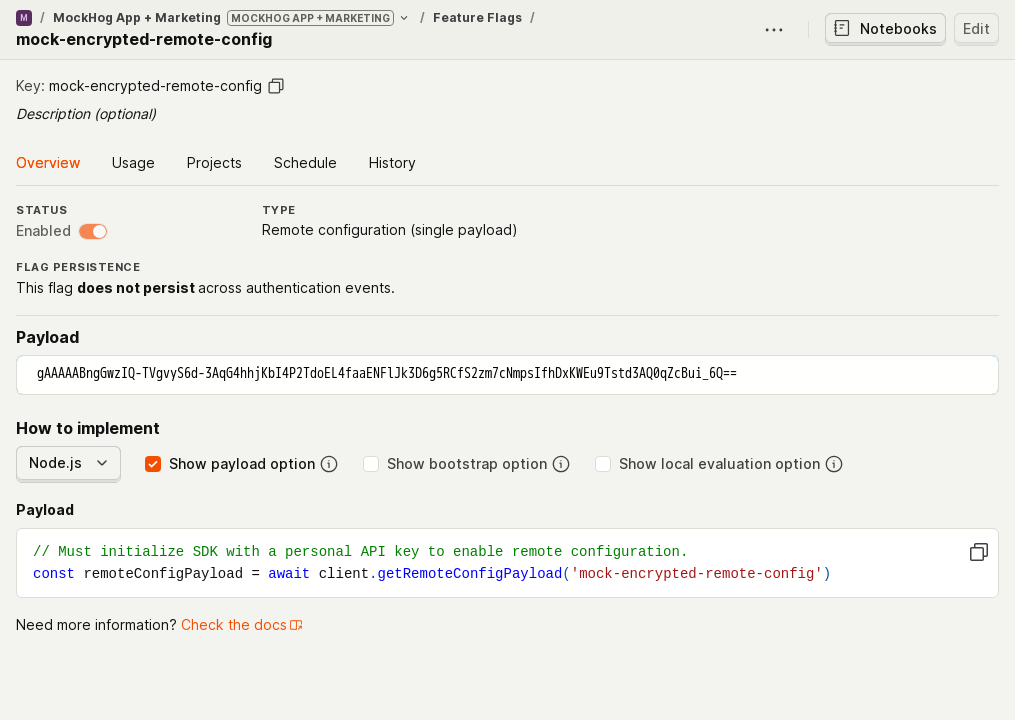 M / MockHog App + Marketing MOCKHOG APP + MARKETING / Feature Flags /
mock-encrypted-remote-config
Notebooks
Edit
Key: mock-encrypted-remote-config
Description (optional)
Overview Usage Projects Schedule History
STATUS
Enabled
TYPE
Remote configuration (single payload)
FLAG PERSISTENCE
This flag does not persist across authentication events.
Payload
gAAAAABngGwzIQ-TVgvyS6d-3AqG4hhjKbI4P2TdoEL4faaENFlJk3D6g5RCfS2zm7cNmpsIfhDxKWEu9Tstd3AQ0qZcBui_6Q==
How to implement
Node.js Show payload option Show bootstrap option Show local evaluation option
Payload
// Must initialize SDK with a personal API key to enable remote configuration.
const remoteConfigPayload = await client.getRemoteConfigPayload('mock-encrypted-remote-config')
Need more information? Check the docs